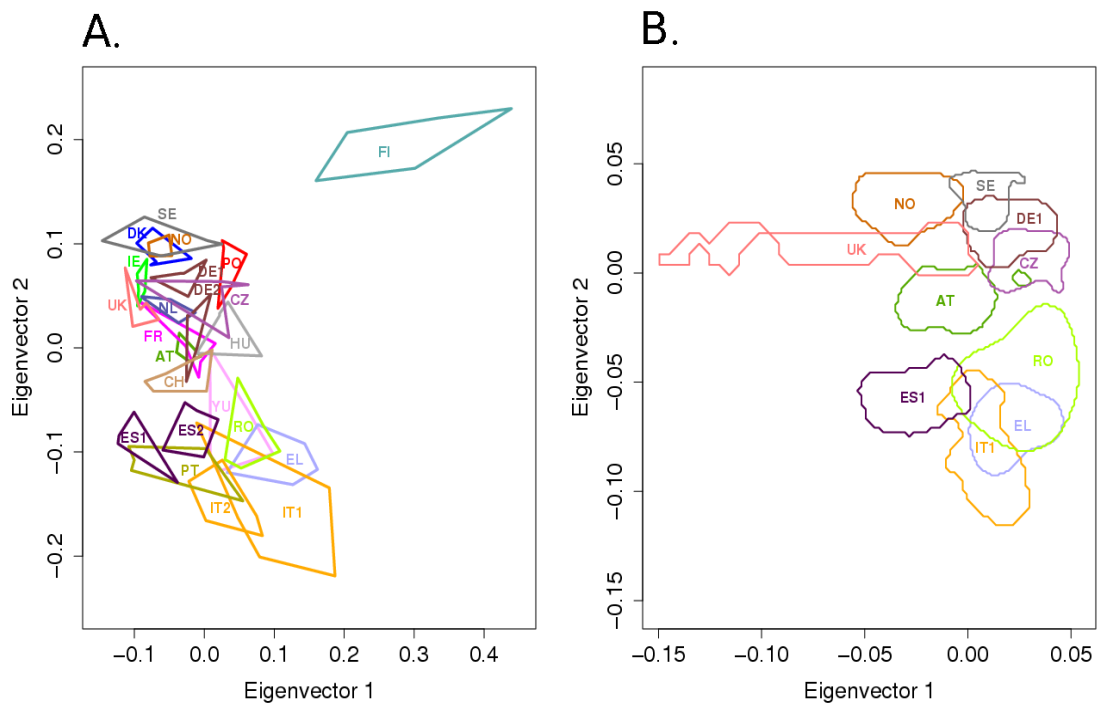 A.
B.
Eigenvector 2
0.2
0.1
0.0
−0.1
−0.2
FI
SE
DK
NO
IE
PO
DE1
DE2
UK
NL
CZ
FR
HU
AT
CH
YU
ES1
ES2
RO
PT
EL
IT2
IT1
−0.1
0.0
0.1
0.2
0.3
0.4
Eigenvector 1
Eigenvector 2
0.05
0.00
−0.05
−0.10
−0.15
SE
NO
DE1
UK
CZ
AT
RO
ES1
EL
IT1
−0.15
−0.10
−0.05
0.00
0.05
Eigenvector 1